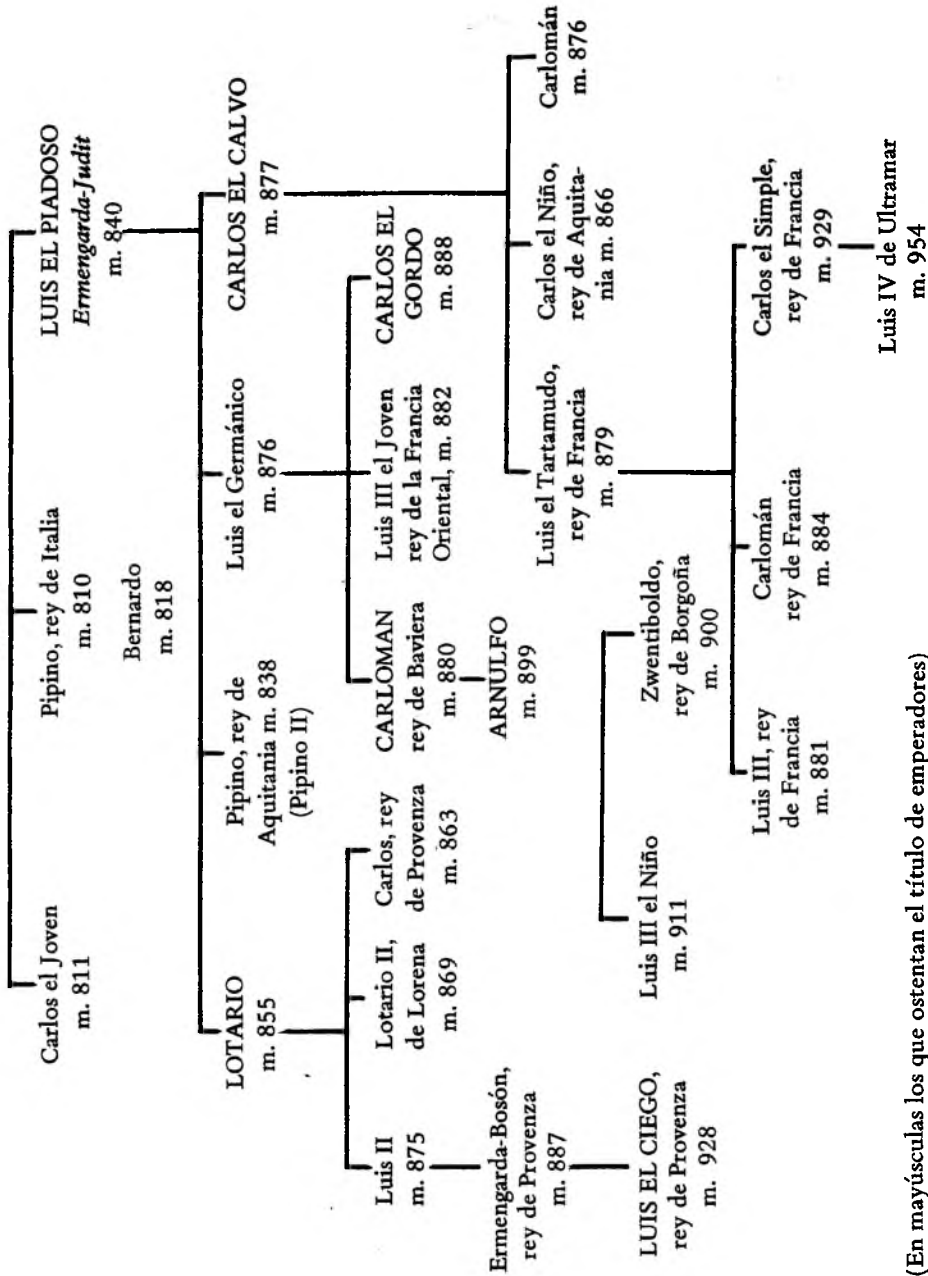 Carlos el Joven
m. 811
Pipino, rey de Italia
m. 810
LUIS EL PIADOSO
Ermengarda-Judit
m. 840
Bernardo
m. 818
LOTARIO
m. 855
Pipino, rey de
Aquitania m. 838
(Pipino II)
Luis el Germánico
m. 876
CARLOS EL CALVO
m. 877
Luis II
m. 875
Lotario II,
de Lorena
m. 869
Carlos, rey
de Provenza
m. 863
CARLOMAN
rey de Baviera
m. 880
Luis III el Joven
rey de la Francia
Oriental, m. 882
CARLOS EL
GORDO
m. 888
Ermengarda-Bosón,
rey de Provenza
m. 887
ARNULFO
m. 899
Luis el Tartamudo,
rey de Francia
m. 879
Carlos el Niño,
rey de Aquita-
nia m. 866
Carlomán
m. 876
LUIS EL CIEGO,
rey de Provenza
m. 928
Luis III el Niño
m. 911
Zwentiboldo,
rey de Borgoña
m. 900
Luis III, rey
de Francia
m. 881
Carlomán
rey de Francia
m. 884
Carlos el Simple,
rey de Francia
m. 929
Luis IV de Ultramar
m. 954
(En mayúsculas los que ostentan el título de emperadores)